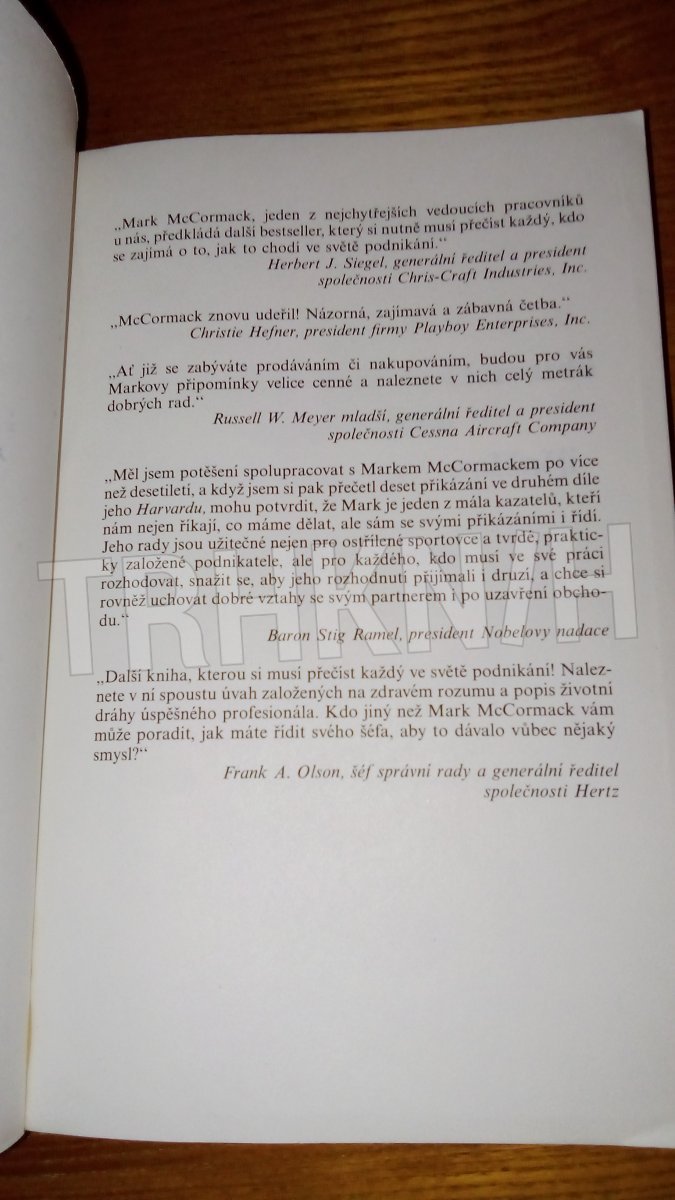 „Mark McCormack, jeden z nejchytřejších vedoucích pracovníků
u nás, předkládá další bestseller, který si nutně musí přečíst každý, kdo
se zajímá o to, jak to chodí ve světě podnikání.“
Herbert J. Siegel, generální ředitel a president
společnosti Chris-Craft Industries, Inc.
„McCormack znovu udeřil! Názorná, zajímavá a zábavná četba.“
Christie Hefner, president firmy Playboy Enterprises, Inc.
„Ať již se zabýváte prodáváním či nakupováním, budou pro vás
Markovy připomínky velice cenné a naleznete v nich celý metrák
dobrých rad.“
Russell W. Meyer mladší, generální ředitel a president
společnosti Cessna Aircraft Company
„Měl jsem potěšení spolupracovat s Markem McCormackem po více
než desetiletí, a když jsem si pak přečetl deset přikázání ve druhém díle
jeho Harvardu, mohu potvrdit, že Mark je jeden z mála kazatelů, kteří
nám nejen říkají, co máme dělat, ale sám se svými přikázáními i řídí.
Jeho rady jsou užitečné nejen pro ostřílené sportovce a tvrdě, praktic-
ky založené podnikatele, ale pro každého, kdo musí ve své práci
rozhodovat, snažit se, aby jeho rozhodnutí přijímali i druzí, a chce si
rovněž uchovat dobré vztahy se svým partnerem i po uzavření obcho-
du.“
Baron Stig Ramel, president Nobelovy nadace
„Další kniha, kterou si musí přečíst každý ve světě podnikání! Nalez-
nete v ní spoustu úvah založených na zdravém rozumu a popis životní
dráhy úspěšného profesionála. Kdo jiný než Mark McCormack vám
může poradit, jak máte řídit svého šéfa, aby to dávalo vůbec nějaký
smysl?“
Frank A. Olson, šéf správní rady a generální ředitel
společnosti Hertz
TRHKNIH